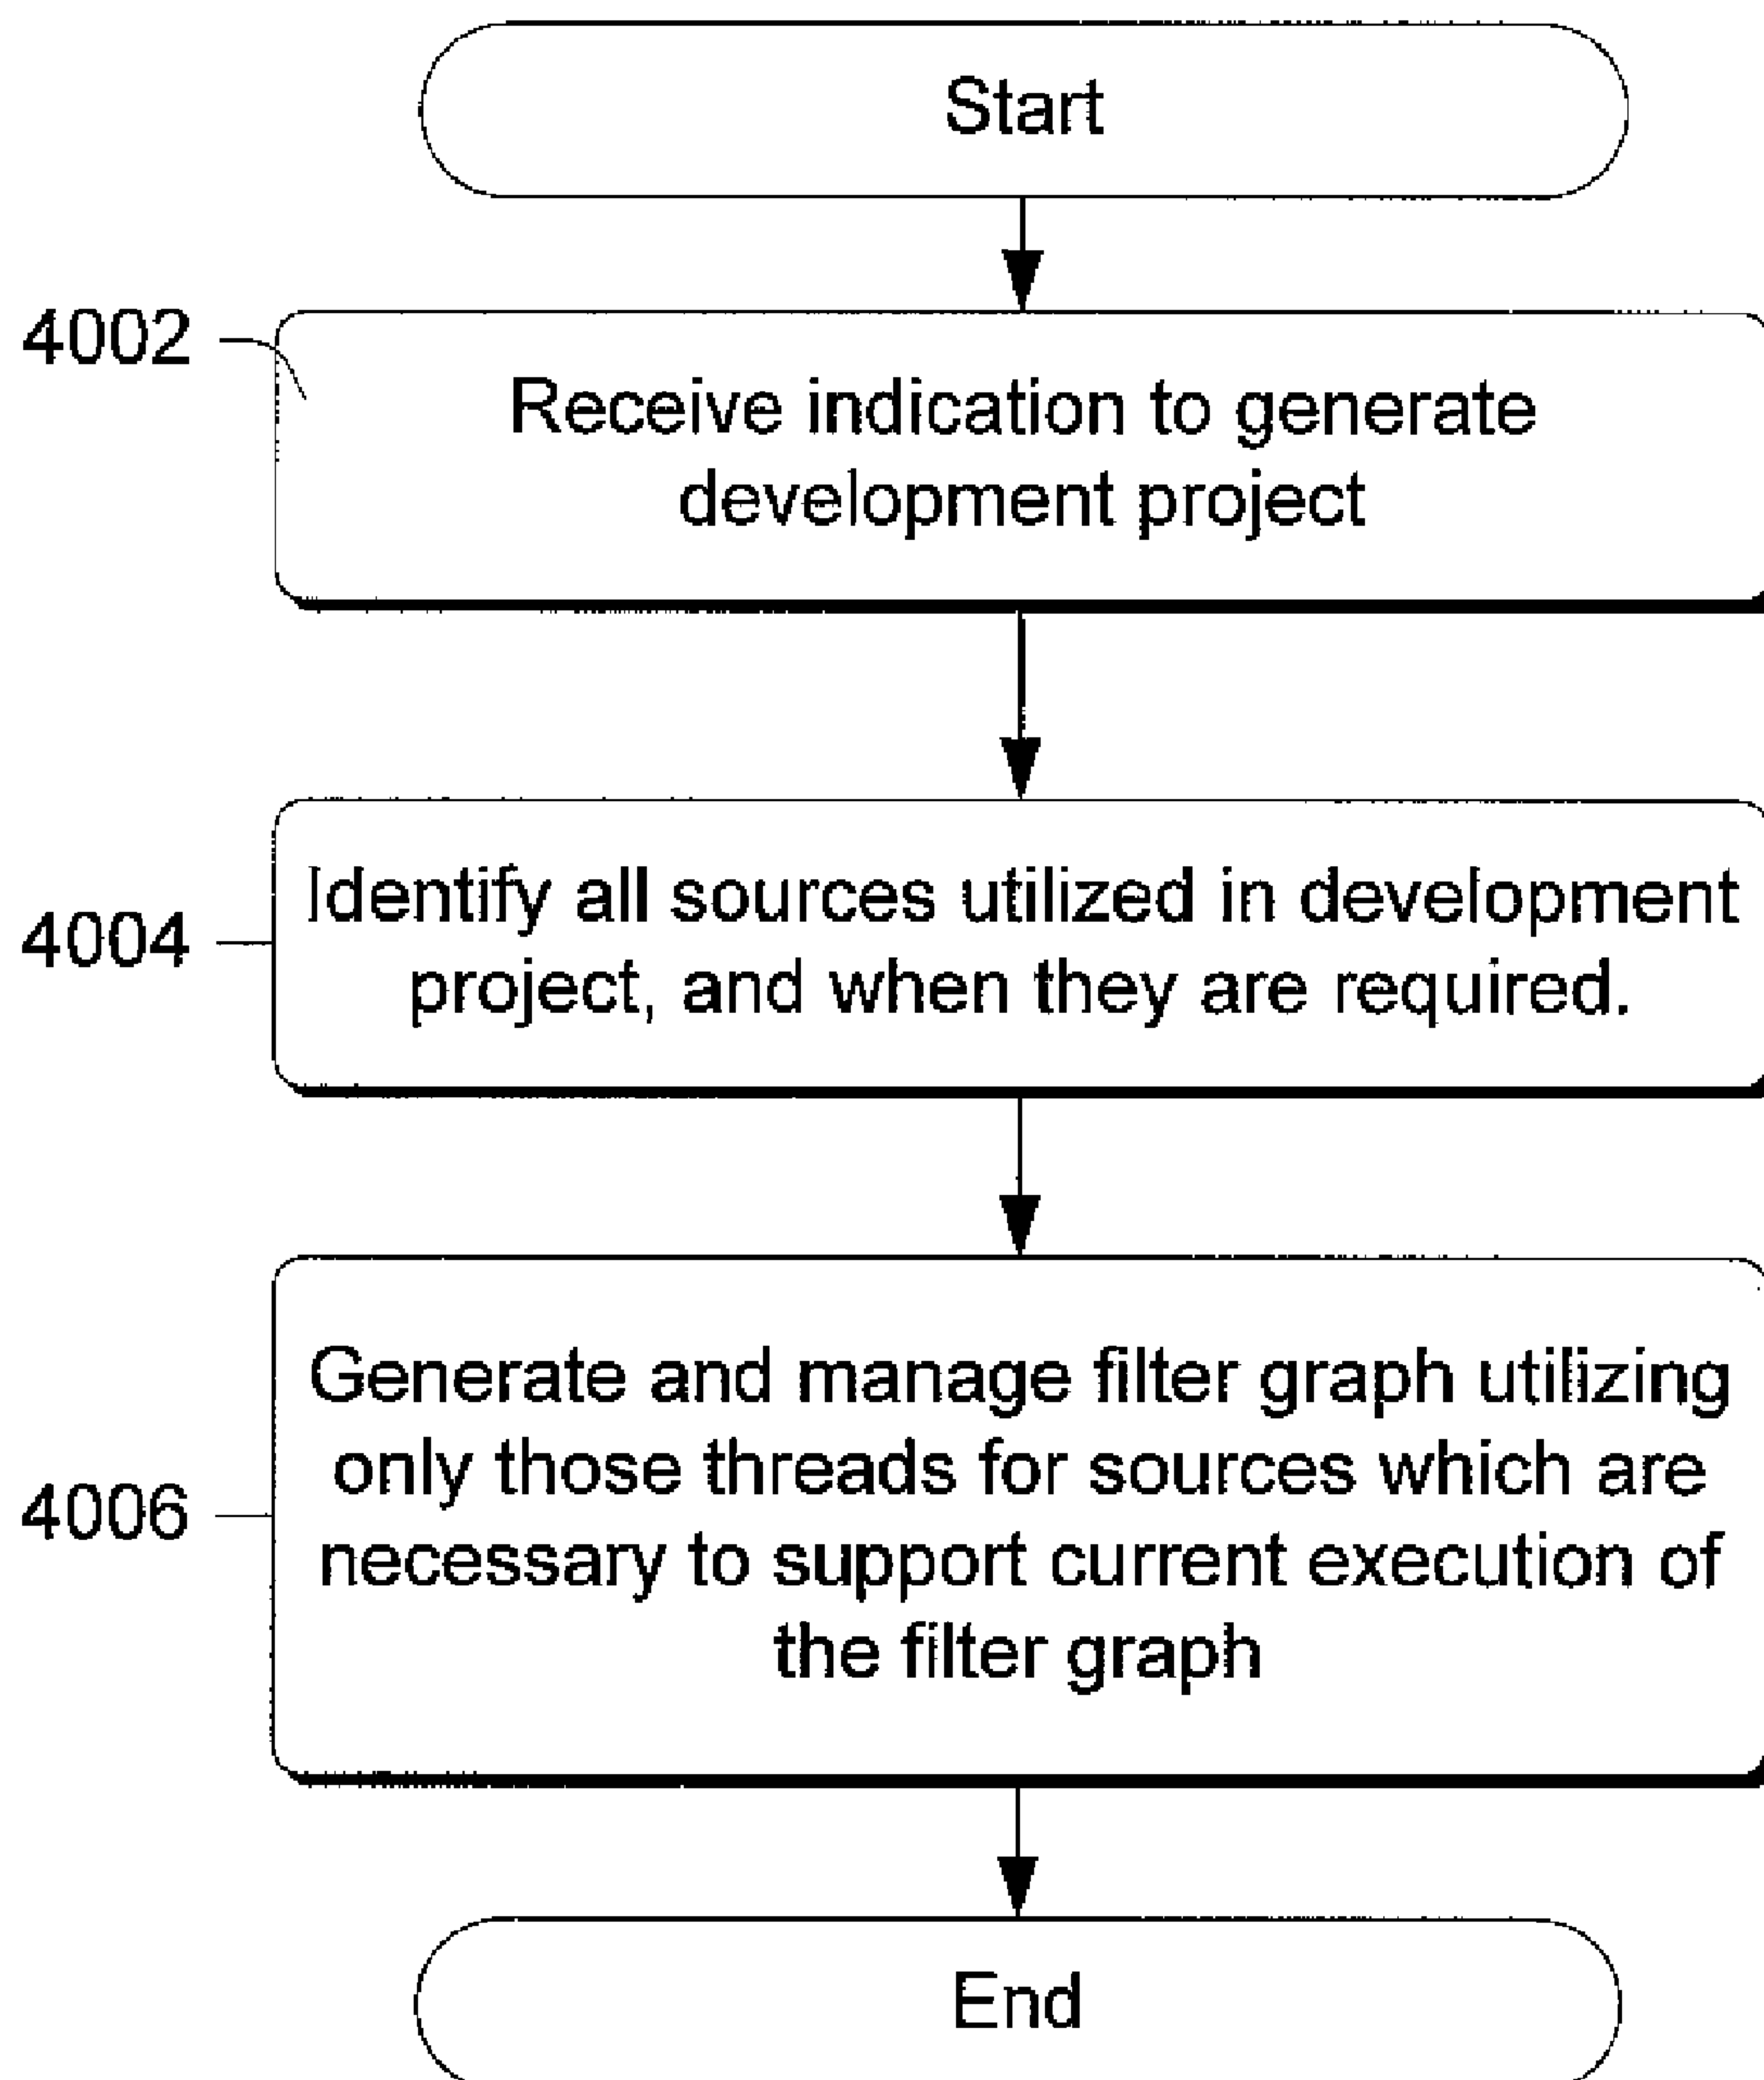 Start
4002
Receive indication to generate
development project
4004
Identify all sources utilized in development
project, and when they are required.
4006
Generate and manage filter graph utilizing
only those threads for sources which are
necessary to support current execution of
the filter graph
End